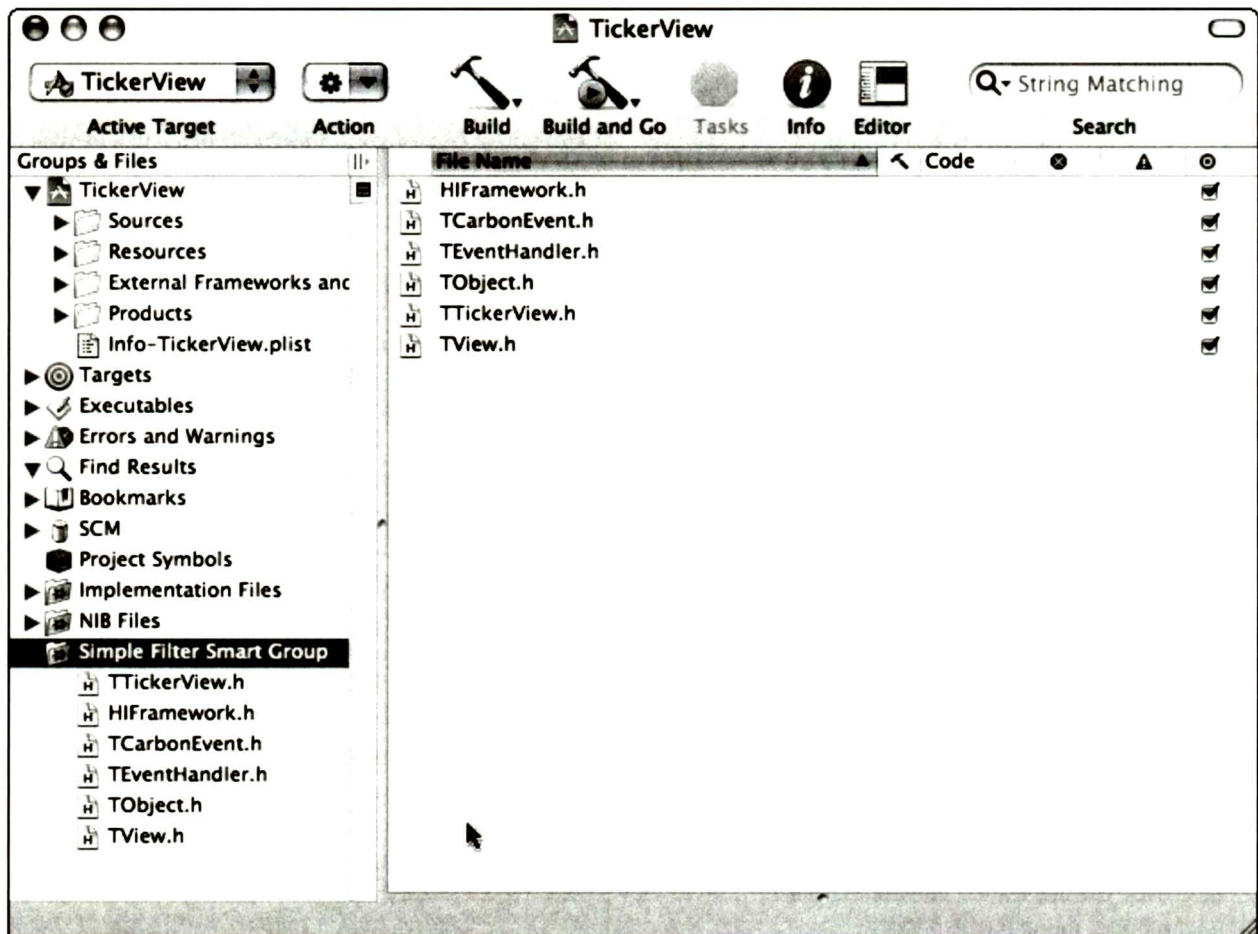 TickerView
TickerView
String Matching
Active Target Action Build Build and Go Tasks Info Editor Search
Groups & Files
TickerView
Sources
Resources
External Frameworks anc
Products
Info-TickerView.plist
Targets
Executables
Errors and Warnings
Find Results
Bookmarks
SCM
Project Symbols
Implementation Files
NIB Files
Simple Filter Smart Group
TTickerView.h
HIFramework.h
TCarbonEvent.h
TEventHandler.h
TObject.h
TView.h
File Name Code
HIFramework.h
TCarbonEvent.h
TEventHandler.h
TObject.h
TTickerView.h
TView.h